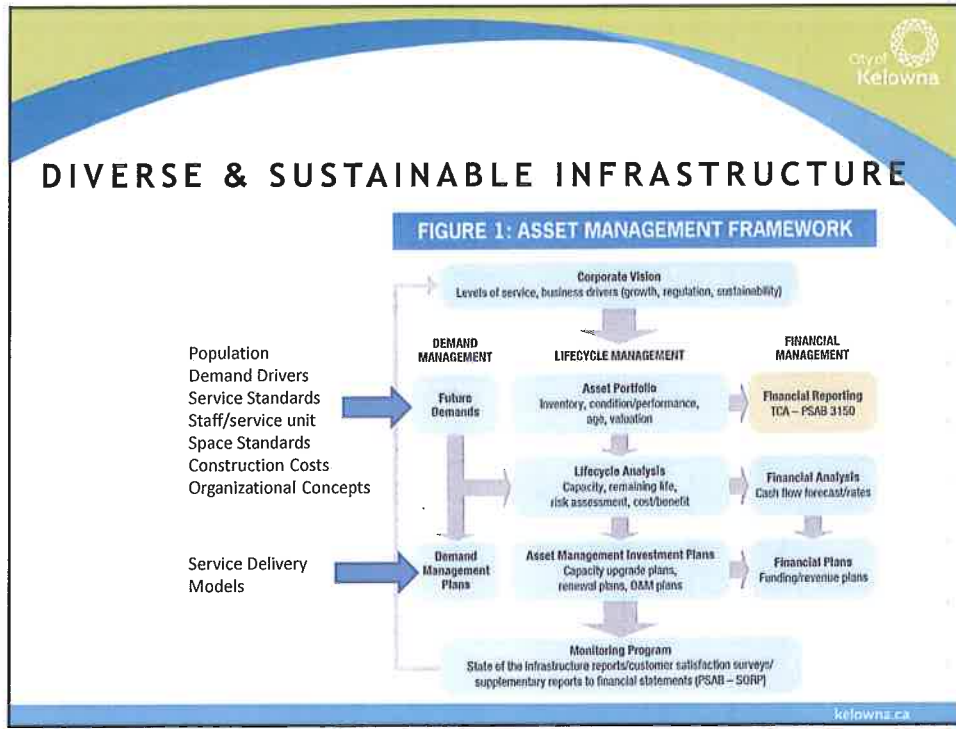 City of
Kelowna
DIVERSE & SUSTAINABLE INFRASTRUCTURE
FIGURE 1: ASSET MANAGEMENT FRAMEWORK
Corporate Vision
Levels of service, business drivers (growth, regulation, sustainability)
DEMAND
MANAGEMENT
LIFECYCLE MANAGEMENT
FINANCIAL
MANAGEMENT
Population
Demand Drivers
Service Standards
Staff/service unit
Space Standards
Construction Costs
Organizational Concepts
Future
Demands
Asset Portfolio
Inventory, condition/performance,
age, valuation
Financial Reporting
TCA – PSAB 3150
Lifecycle Analysis
Capacity, remaining life,
risk assessment, cost/benefit
Financial Analysis
Cash flow forecast/rates
Service Delivery
Models
Demand
Management
Plans
Asset Management Investment Plans
Capacity upgrade plans,
renewal plans, O&M plans
Financial Plans
Funding/revenue plans
Monitoring Program
State of the infrastructure reports/customer satisfaction surveys/
supplementary reports to financial statements (PSAB – SORP)
kelowna.ca